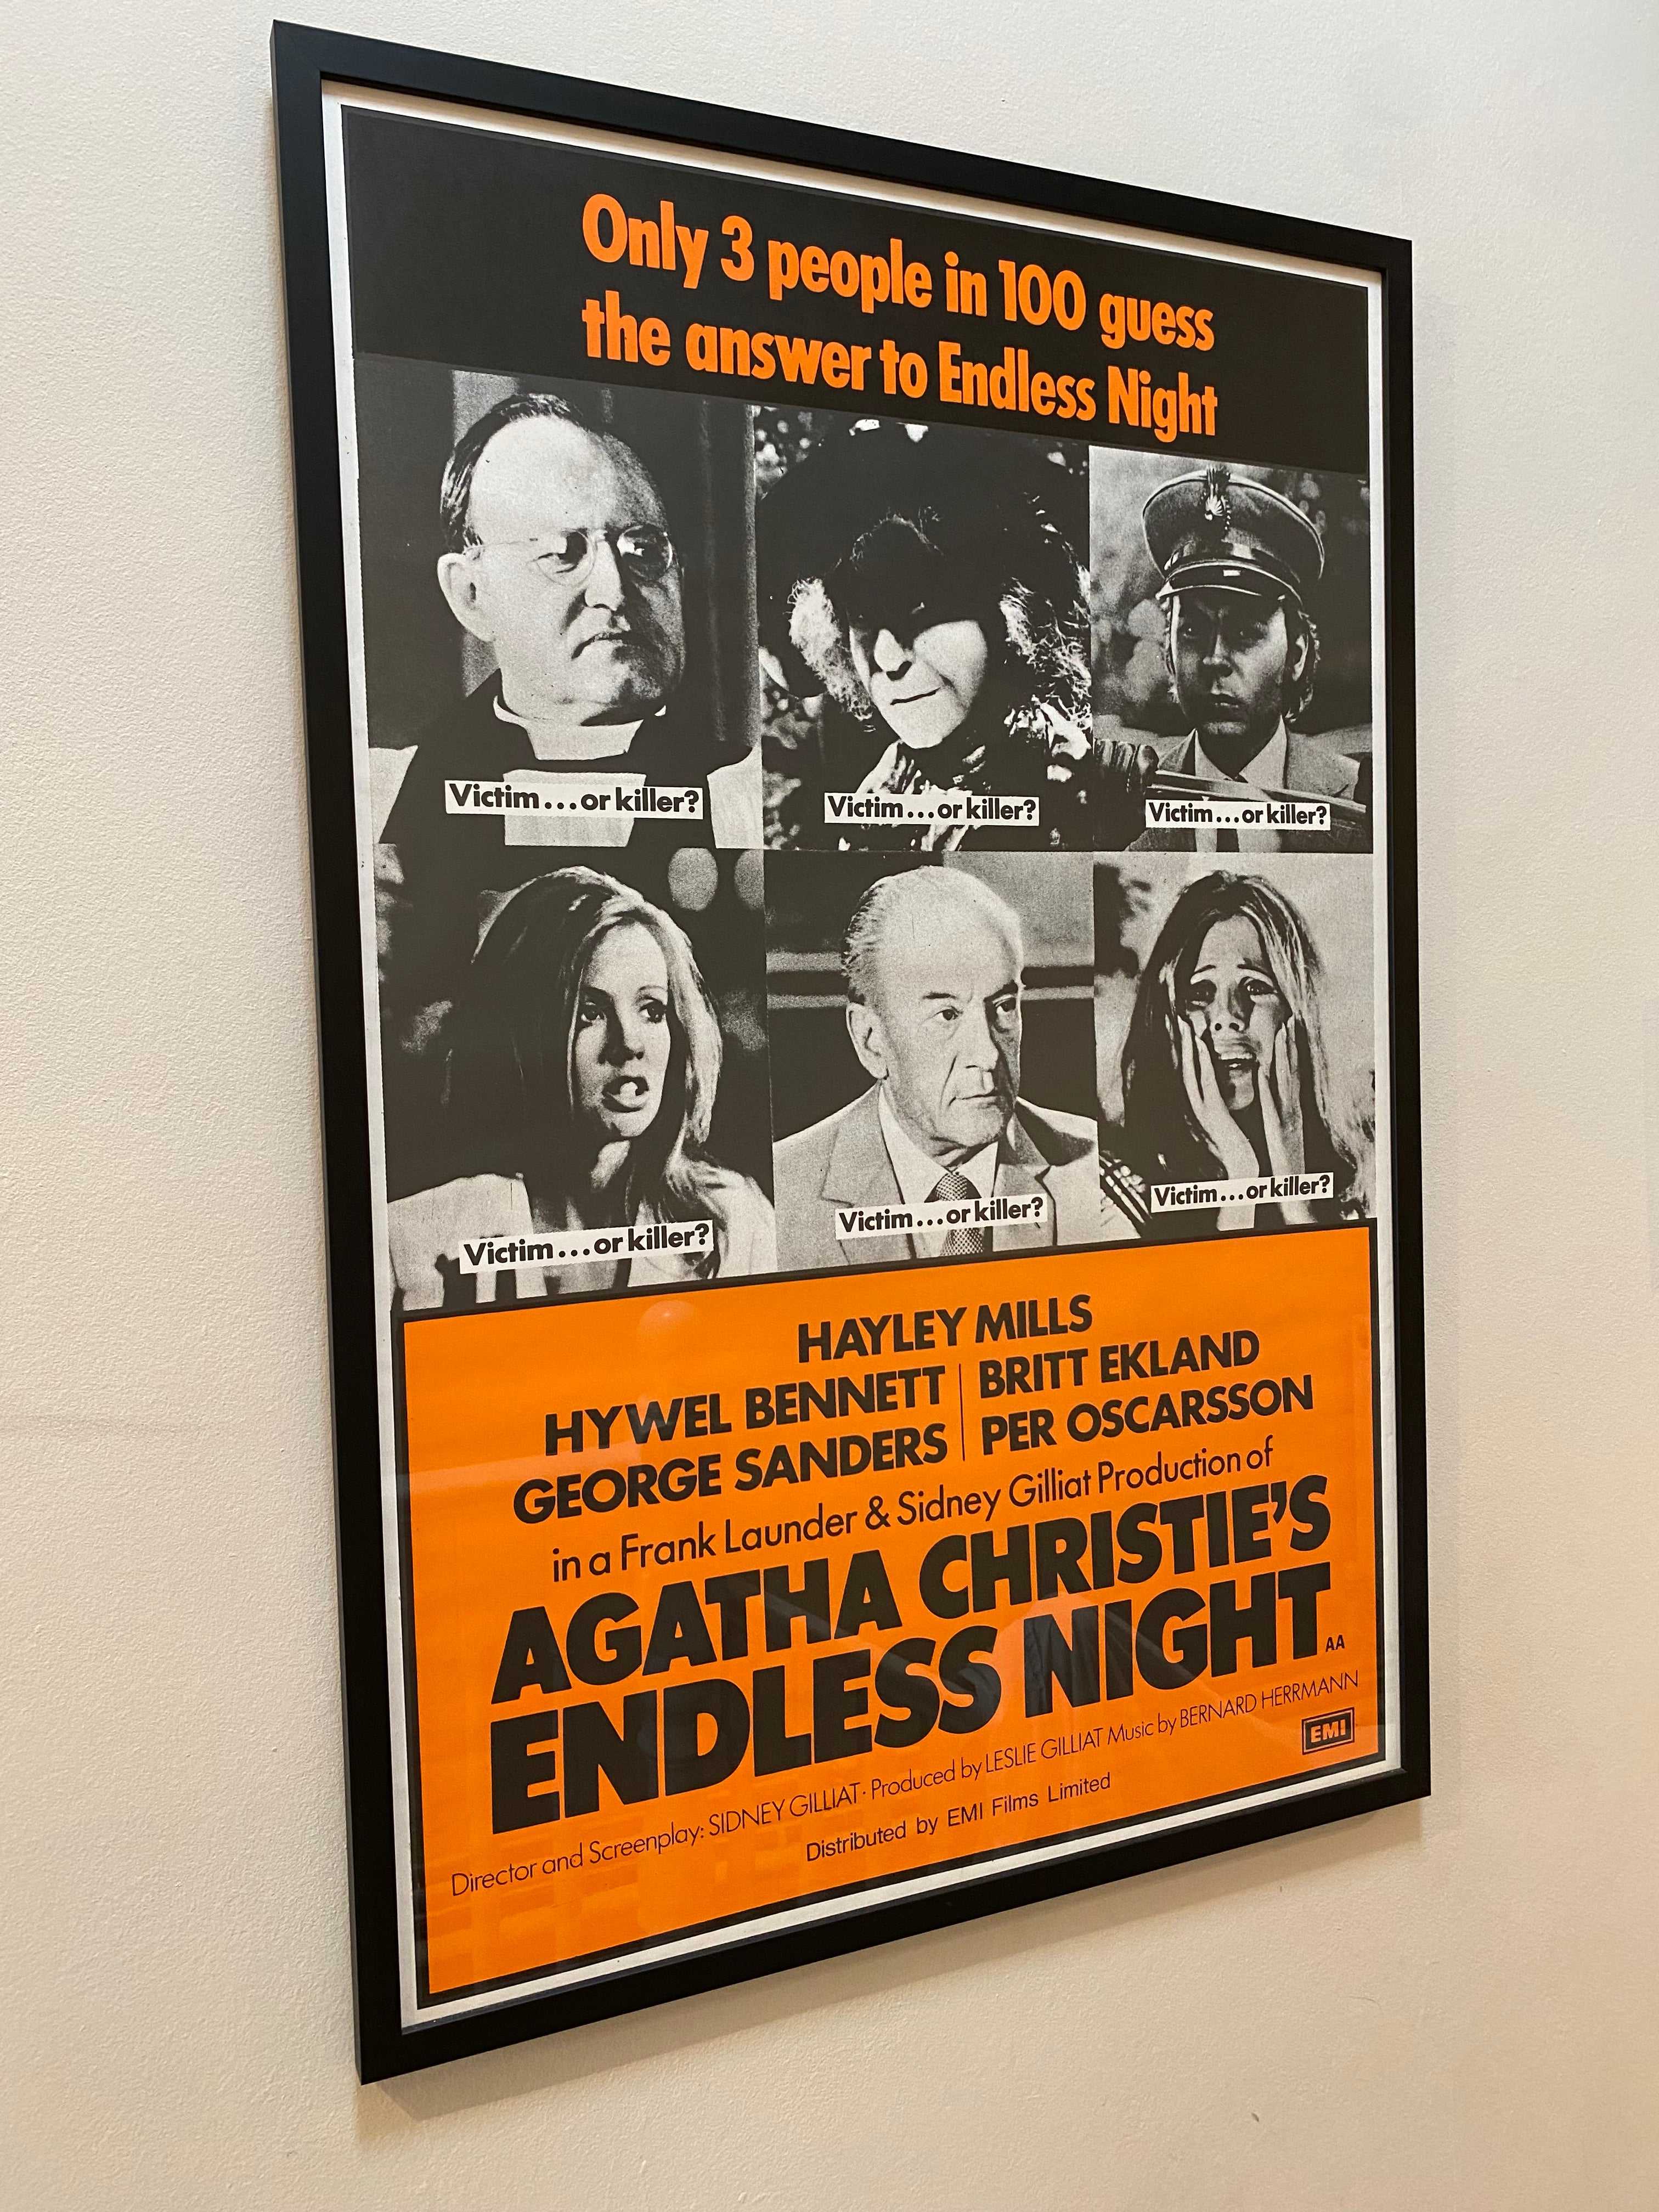 Only 3 people in 100 guess
the answer to Endless Night
Victim...or killer?
Victim...or killer?
Victim...or killer?
Victim...or killer?
Victim...or killer?
Victim...or killer?
HAYLEY MILLS
HYWEL BENNETT | BRITT EKLAND
GEORGE SANDERS | PER OSCARSSON
in a Frank Launder & Sidney Gilliat Production of
AGATHA CHRISTIE'S
ENDLESS NIGHT AA
Director and Screenplay: SIDNEY GILLIAT · Produced by LESLIE GILLIAT Music by BERNARD HERRMANN
Distributed by EMI Films Limited
EMI